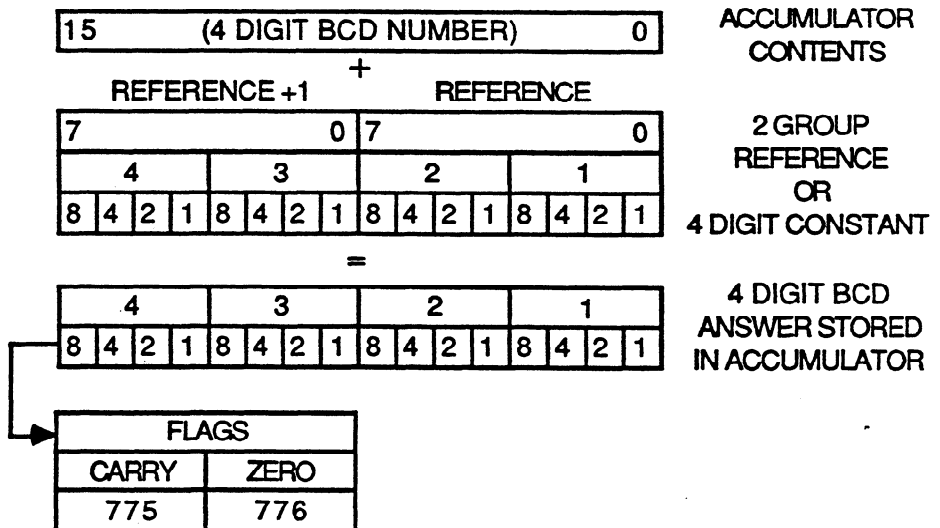 15 (4 DIGIT BCD NUMBER) 0
ACCUMULATOR
CONTENTS
+
REFERENCE +1 REFERENCE
7 0 7 0
4 3 2 1
8 4 2 1 8 4 2 1 8 4 2 1 8 4 2 1
2 GROUP
REFERENCE
OR
4 DIGIT CONSTANT
=
4 3 2 1
8 4 2 1 8 4 2 1 8 4 2 1 8 4 2 1
4 DIGIT BCD
ANSWER STORED
IN ACCUMULATOR
FLAGS
CARRY ZERO
775 776